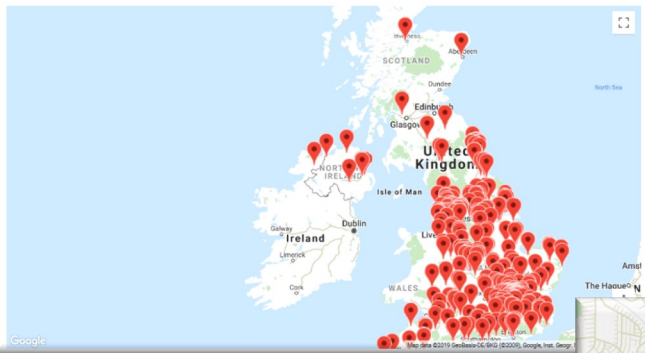 Inverness
Aberdeen
SCOTLAND
Dundee
North Sea
Edinburgh
Glasgow
United
Kingdom
NORTHERN
IRELAND
Isle of Man
Dublin
Galway
Ireland
Limerick
WALES
Cork
The Hague
Google
Map data ©2019 GeoBasis-DE/BKG (©2009), Google, Inst. Geogr.